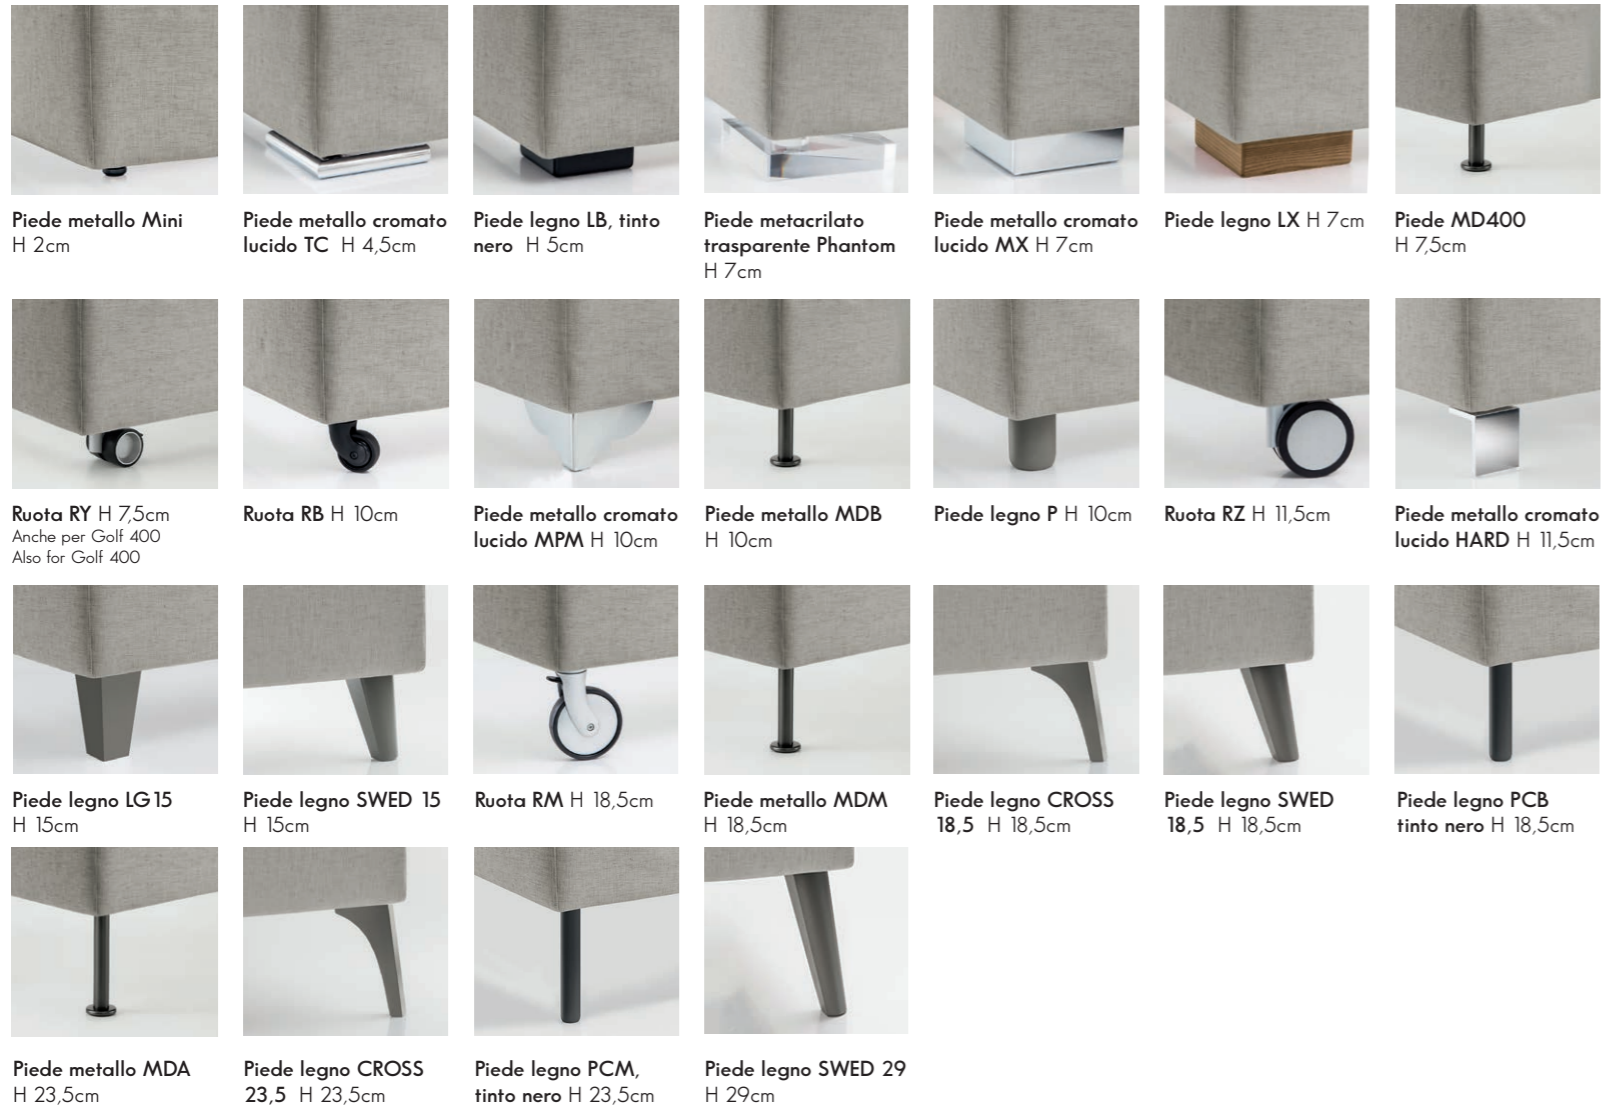 Piede metallo Mini
H 2cm
Piede metallo cromato
lucido TC H 4,5cm
Piede legno LB, tinto
nero H 5cm
Piede metacrilato
trasparente Phantom
H 7cm
Piede metallo cromato
lucido MX H 7cm
Piede legno LX H 7cm
Piede MD400
H 7,5cm
Ruota RY H 7,5cm
Anche per Golf 400
Also for Golf 400
Ruota RB H 10cm
Piede metallo cromato
lucido MPM H 10cm
Piede metallo MDB
H 10cm
Piede legno P H 10cm
Ruota RZ H 11,5cm
Piede metallo cromato
lucido HARD H 11,5cm
Piede legno LG15
H 15cm
Piede legno SWED 15
H 15cm
Ruota RM H 18,5cm
Piede metallo MDM
H 18,5cm
Piede legno CROSS
18,5 H 18,5cm
Piede legno SWED
18,5 H 18,5cm
Piede legno PCB
tinto nero H 18,5cm
Piede metallo MDA
H 23,5cm
Piede legno CROSS
23,5 H 23,5cm
Piede legno PCM,
tinto nero H 23,5cm
Piede legno SWED 29
H 29cm